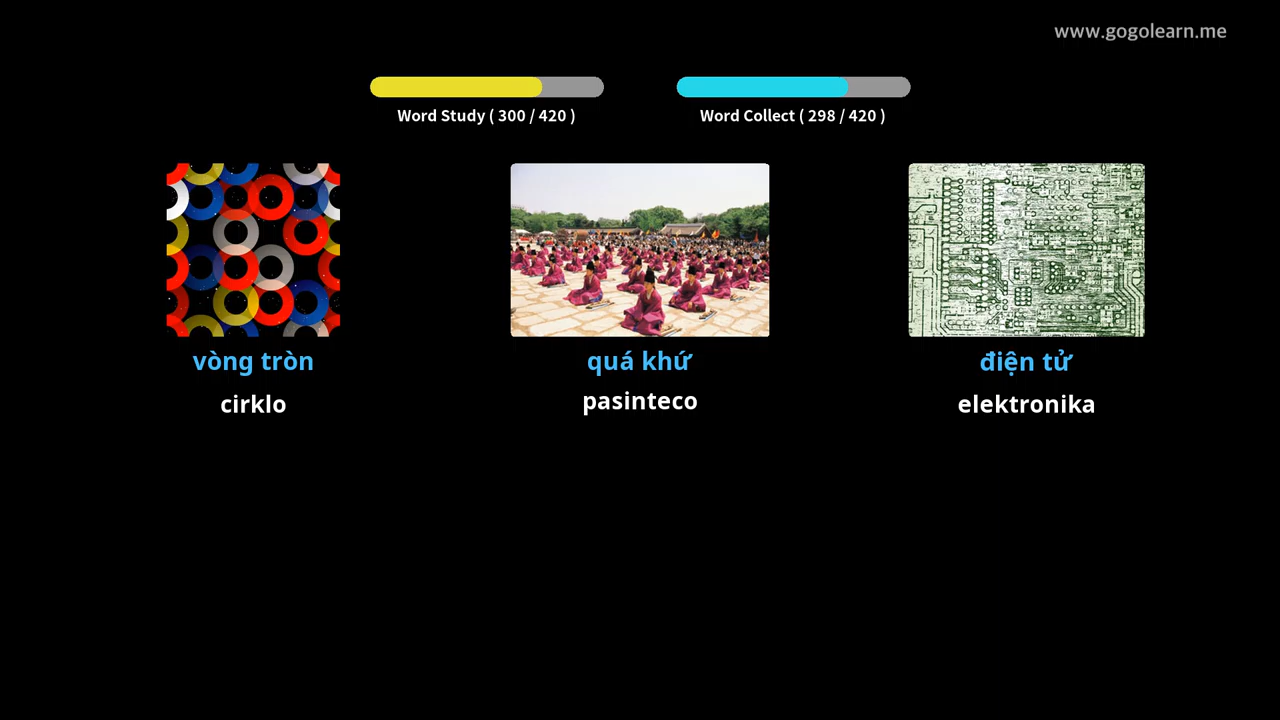 www.gogolearn.me
Word Study ( 300 / 420 )
Word Collect ( 298 / 420 )
vòng tròn
cirklo
quá khứ
pasinteco
điện tử
elektronika